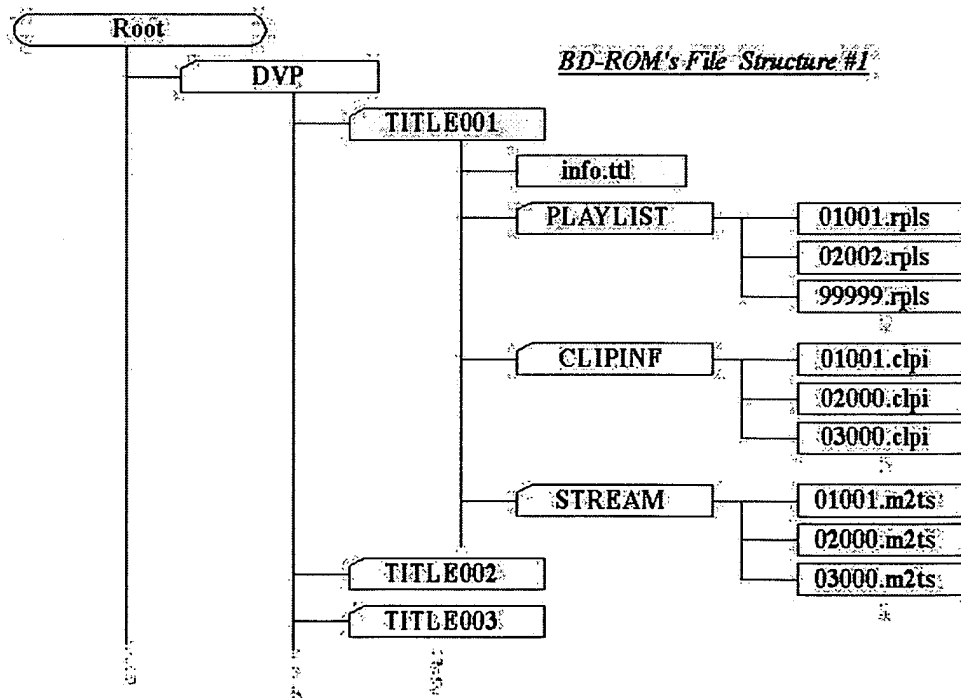 Root
BD-ROM's File Structure #1
DVP
TITLE001
info.ttl
PLAYLIST
01001.rpls
02002.rpls
99999.rpls
CLIPINF
01001.clpi
02000.clpi
03000.clpi
STREAM
01001.m2ts
02000.m2ts
03000.m2ts
TITLE002
TITLE003